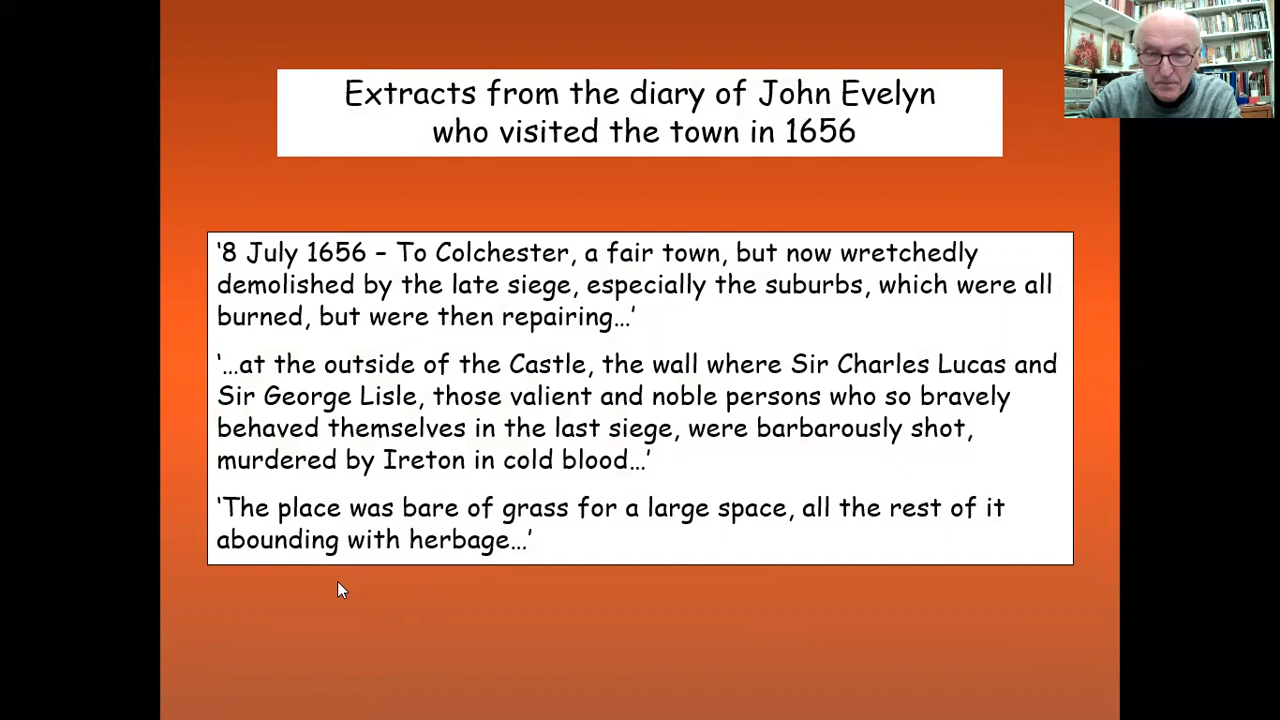 Extracts from the diary of John Evelyn
who visited the town in 1656
‘8 July 1656 – To Colchester, a fair town, but now wretchedly
demolished by the late siege, especially the suburbs, which were all
burned, but were then repairing…’
‘…at the outside of the Castle, the wall where Sir Charles Lucas and
Sir George Lisle, those valient and noble persons who so bravely
behaved themselves in the last siege, were barbarously shot,
murdered by Ireton in cold blood…’
‘The place was bare of grass for a large space, all the rest of it
abounding with herbage…’